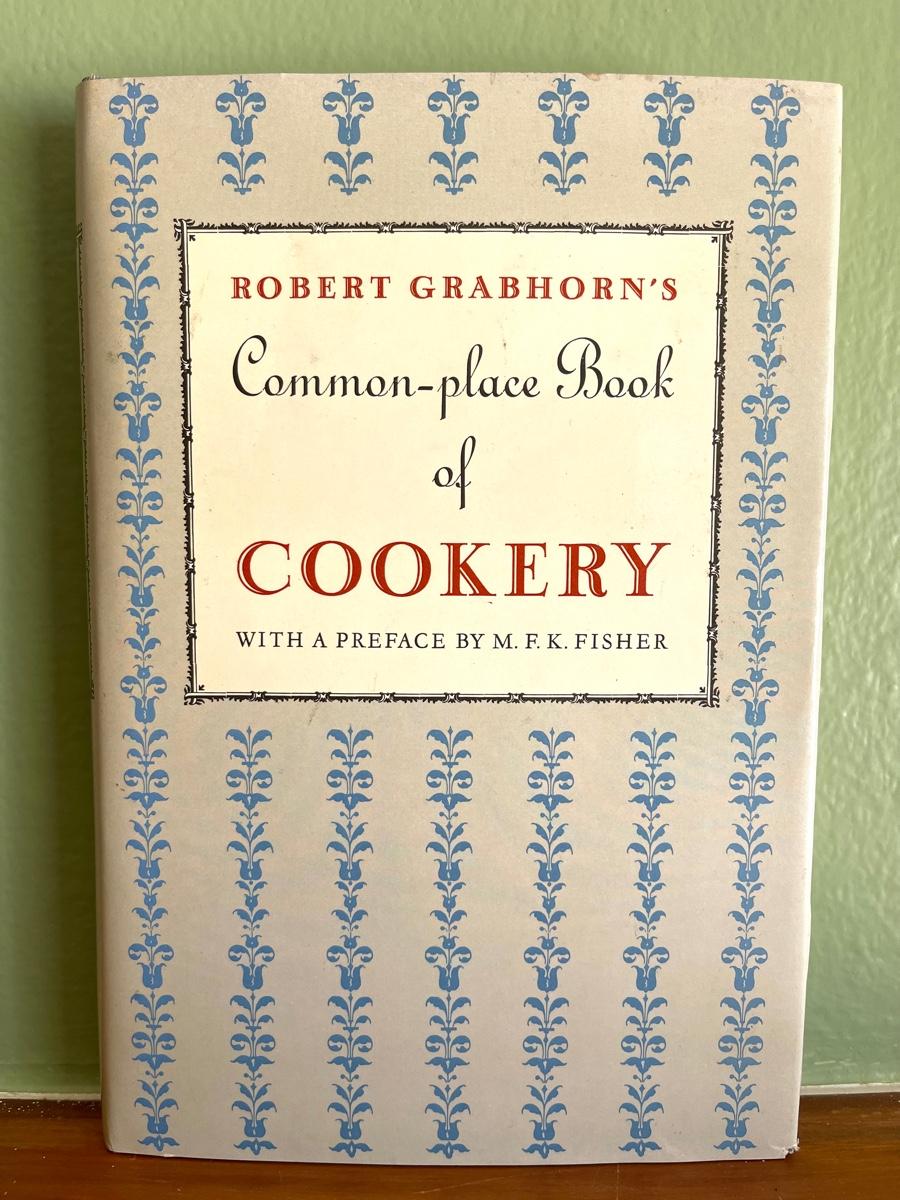 ROBERT GRABHORN'S
Common-place Book
of
COOKERY
WITH A PREFACE BY M. F. K. FISHER